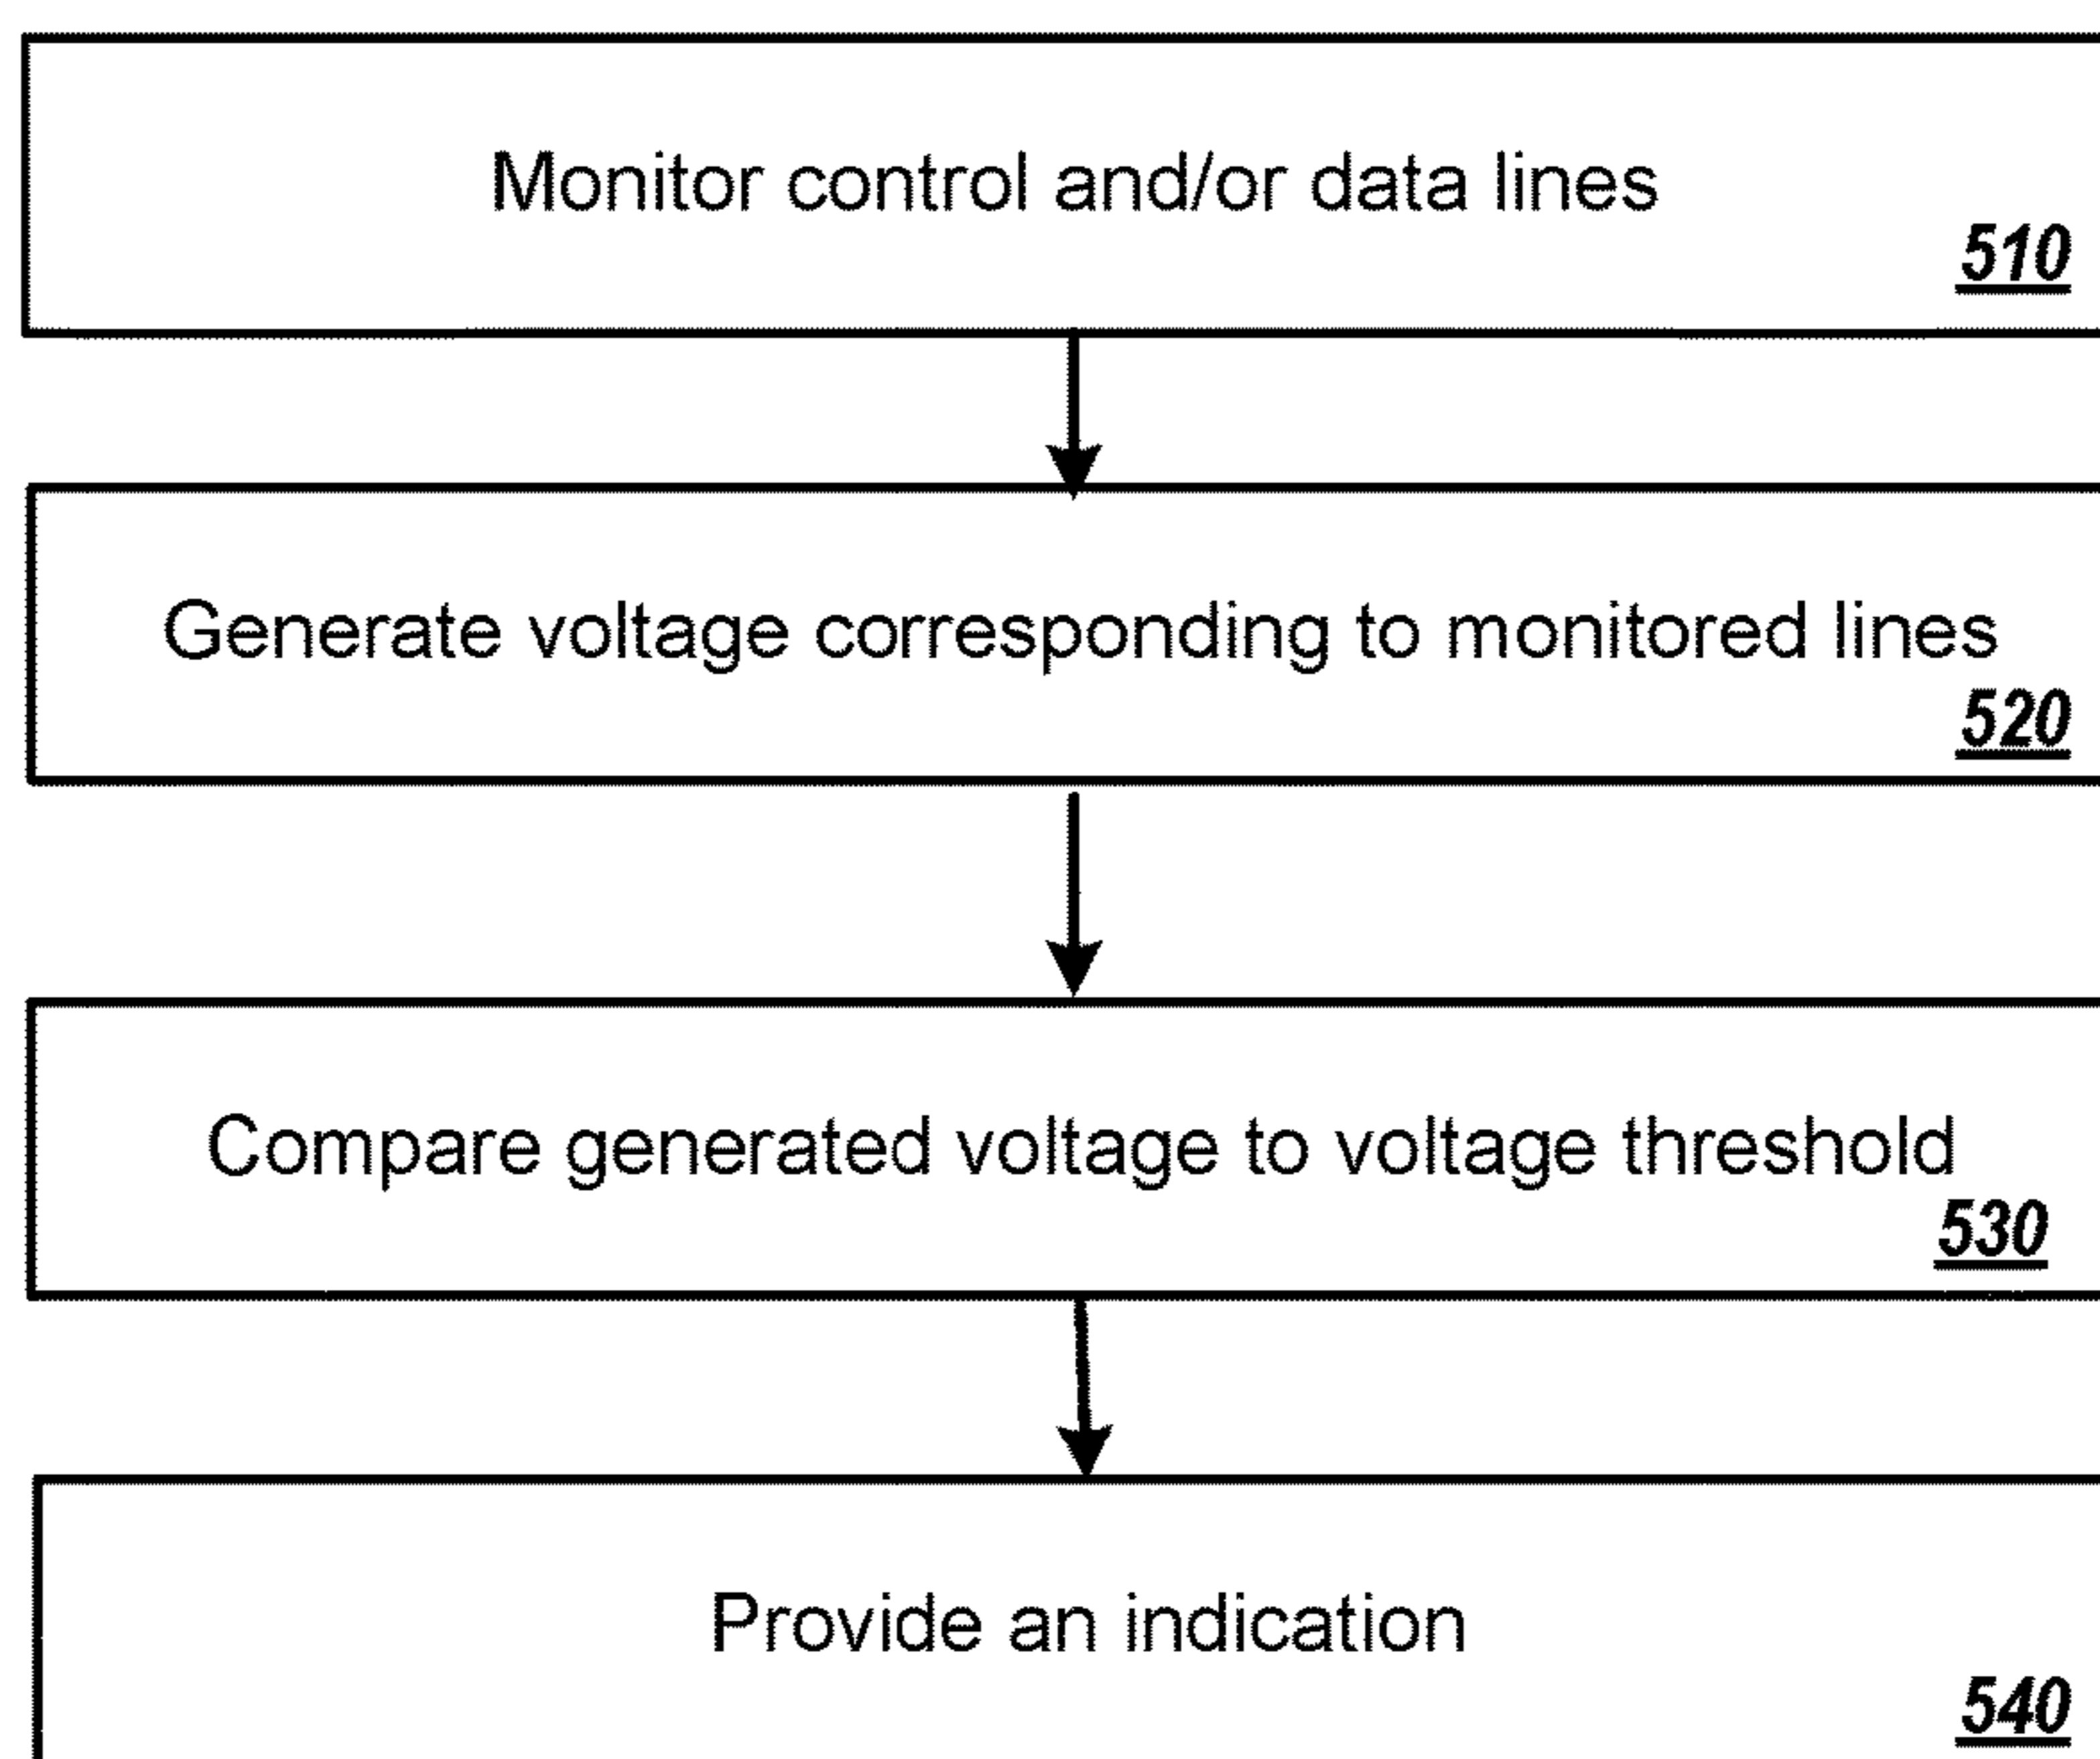 Monitor control and/or data lines
510
Generate voltage corresponding to monitored lines
520
Compare generated voltage to voltage threshold
530
Provide an indication
540